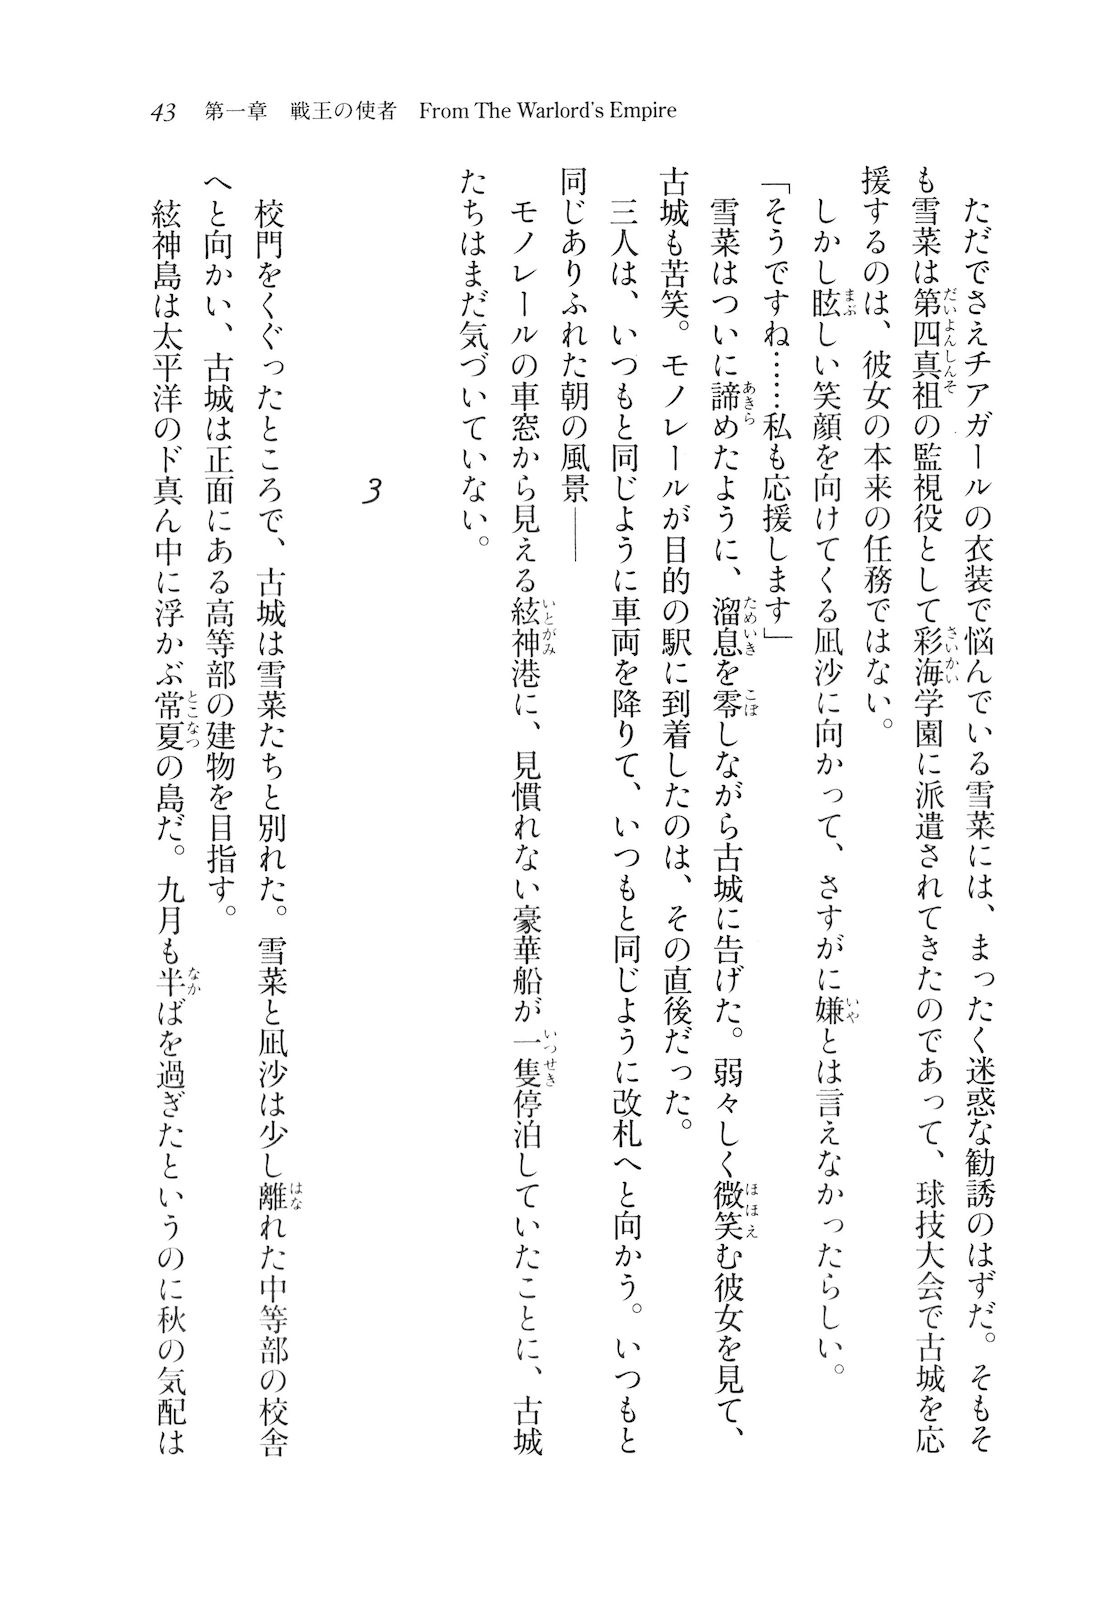 43　第一章　戦王の使者　From The Warlord's Empire
　ただでさえチアガールの衣装で悩んでいる雪菜には、まったく迷惑な勧誘のはずだ。そもそ
も雪菜は第四真祖の監視役として彩海学園に派遣されてきたのであって、球技大会で古城を応
援するのは、彼女の本来の任務ではない。
　しかし眩しい笑顔を向けてくる凪沙に向かって、さすがに嫌とは言えなかったらしい。
「そうですね……私も応援します」
　雪菜はついに諦めたように、溜息を零しながら古城に告げた。弱々しく微笑む彼女を見て、
古城も苦笑。モノレールが目的の駅に到着したのは、その直後だった。
　三人は、いつもと同じように車両を降りて、いつもと同じように改札へと向かう。いつもと
同じありふれた朝の風景――
　モノレールの車窓から見える絃神港に、見慣れない豪華船が一隻停泊していたことに、古城
たちはまだ気づいていない。
3
　校門をくぐったところで、古城は雪菜たちと別れた。雪菜と凪沙は少し離れた中等部の校舎
へと向かい、古城は正面にある高等部の建物を目指す。
　絃神島は太平洋のド真ん中に浮かぶ常夏の島だ。九月も半ばを過ぎたというのに秋の気配は